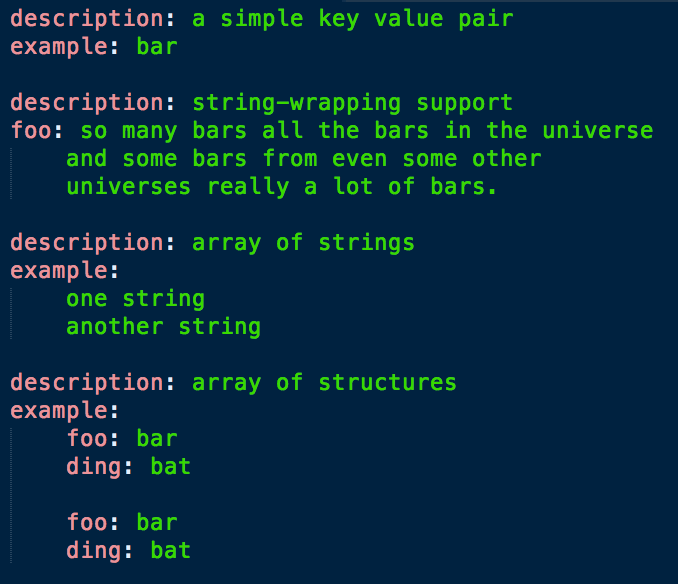 description: a simple key value pair
example: bar

description: string-wrapping support
foo: so many bars all the bars in the universe
    and some bars from even some other
    universes really a lot of bars.

description: array of strings
example:
    one string
    another string

description: array of structures
example:
    foo: bar
    ding: bat

    foo: bar
    ding: bat